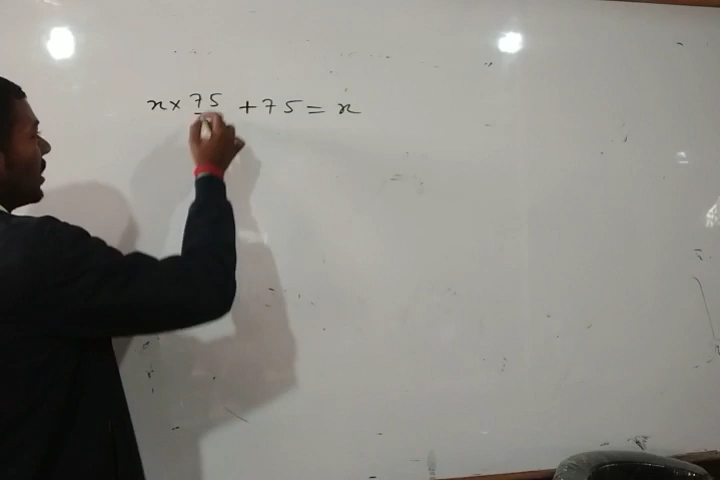 x × 75 + 75 = x